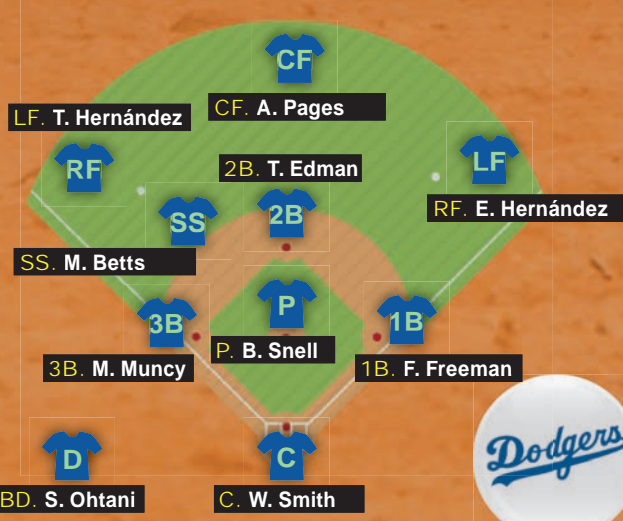 CF
CF. A. Pages
LF. T. Hernández
RF
LF
RF. E. Hernández
2B. T. Edman
2B
SS
SS. M. Betts
3B
3B. M. Muncy
P
P. B. Snell
1B
1B. F. Freeman
D
BD. S. Ohtani
C
C. W. Smith
Dodgers